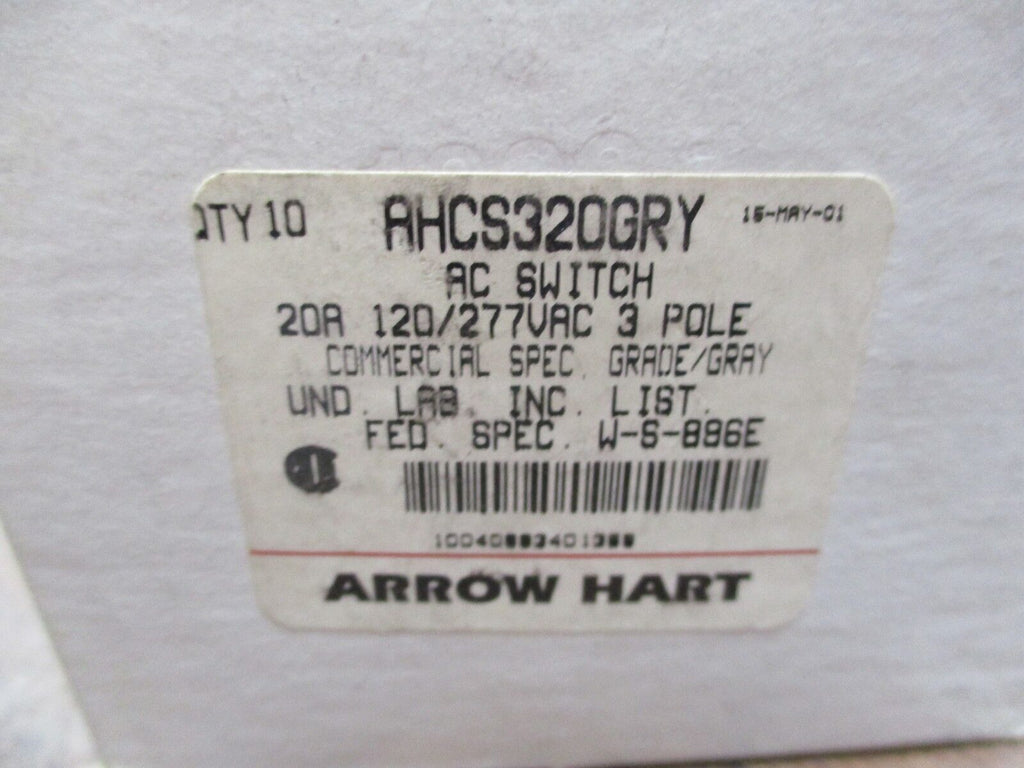 QTY 10 AHCS320GRY 15-MAY-01
AC SWITCH
20A 120/277VAC 3 POLE
COMMERCIAL SPEC. GRADE/GRAY
UND. LAB. INC. LIST.
FED. SPEC. W-S-896E
ARROW HART